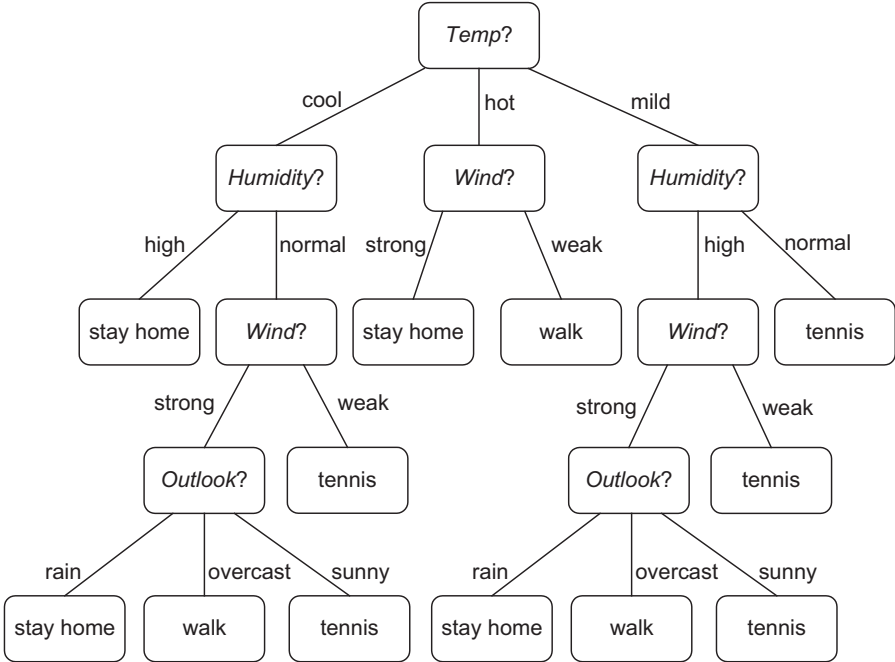 Temp?
cool
hot
mild
Humidity?
Wind?
Humidity?
high
normal
strong
weak
high
normal
stay home
Wind?
stay home
walk
Wind?
tennis
strong
weak
strong
weak
Outlook?
tennis
Outlook?
tennis
rain
overcast
sunny
rain
overcast
sunny
stay home
walk
tennis
stay home
walk
tennis